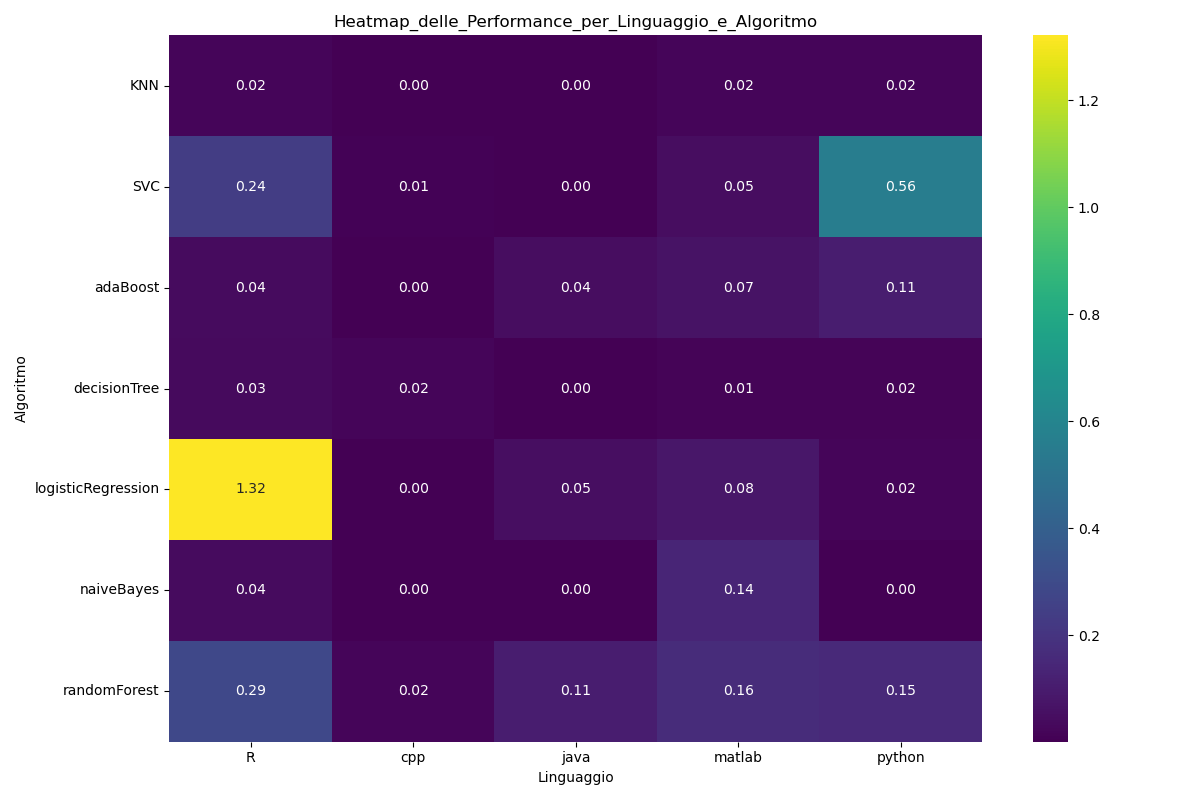 Heatmap_delle_Performance_per_Linguaggio_e_Algoritmo
KNN 0.02 0.00 0.00 0.02 0.02
SVC 0.24 0.01 0.00 0.05 0.56
adaBoost 0.04 0.00 0.04 0.07 0.11
decisionTree 0.03 0.02 0.00 0.01 0.02
logisticRegression 1.32 0.00 0.05 0.08 0.02
naiveBayes 0.04 0.00 0.00 0.14 0.00
randomForest 0.29 0.02 0.11 0.16 0.15
R cpp java matlab python
Linguaggio
Algoritmo
1.2
1.0
0.8
0.6
0.4
0.2